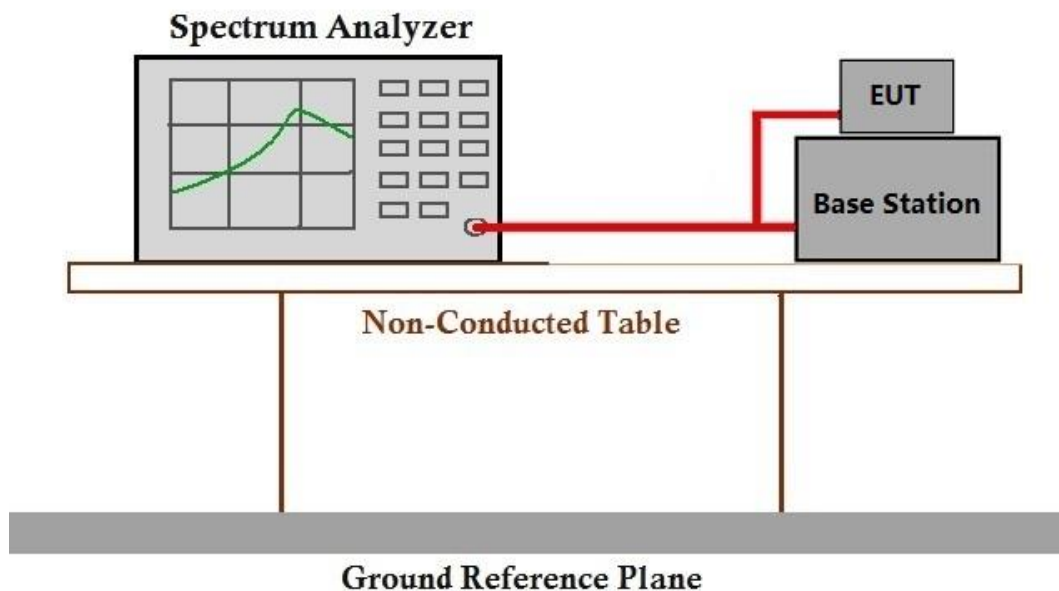 Spectrum Analyzer
EUT
Base Station
Non-Conducted Table
Ground Reference Plane